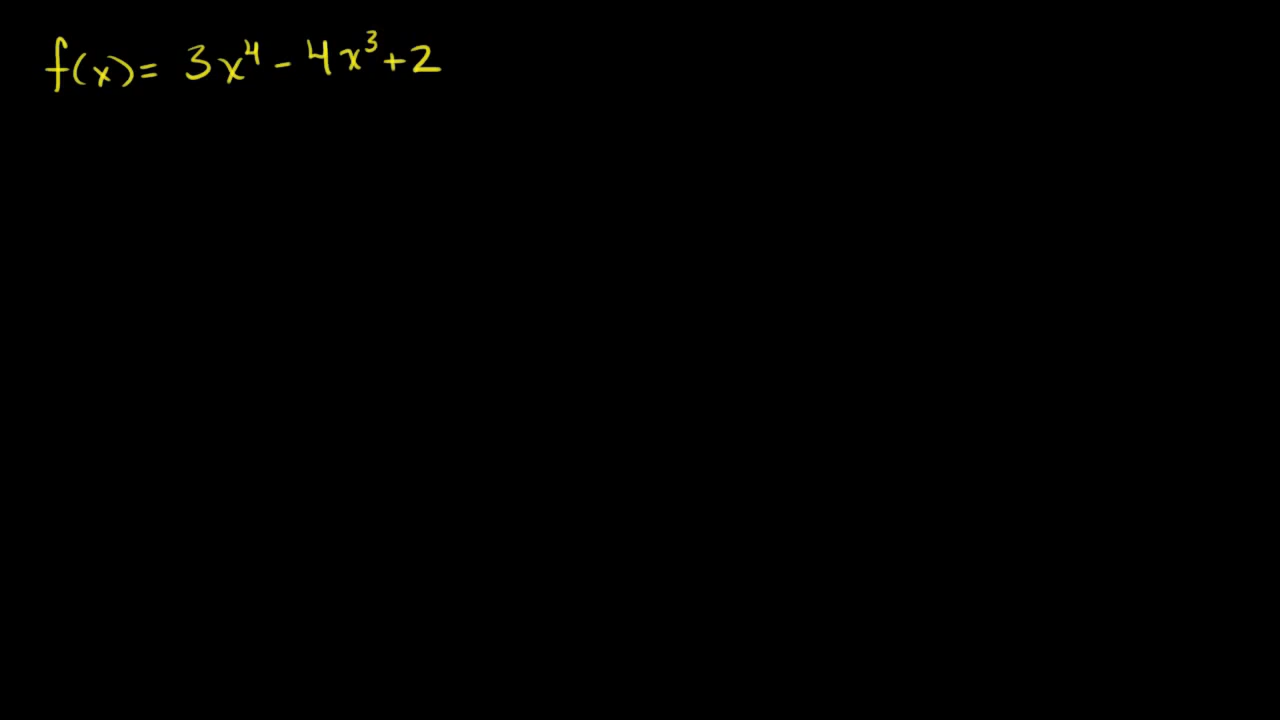 f(x) = 3x⁴ - 4x³ + 2